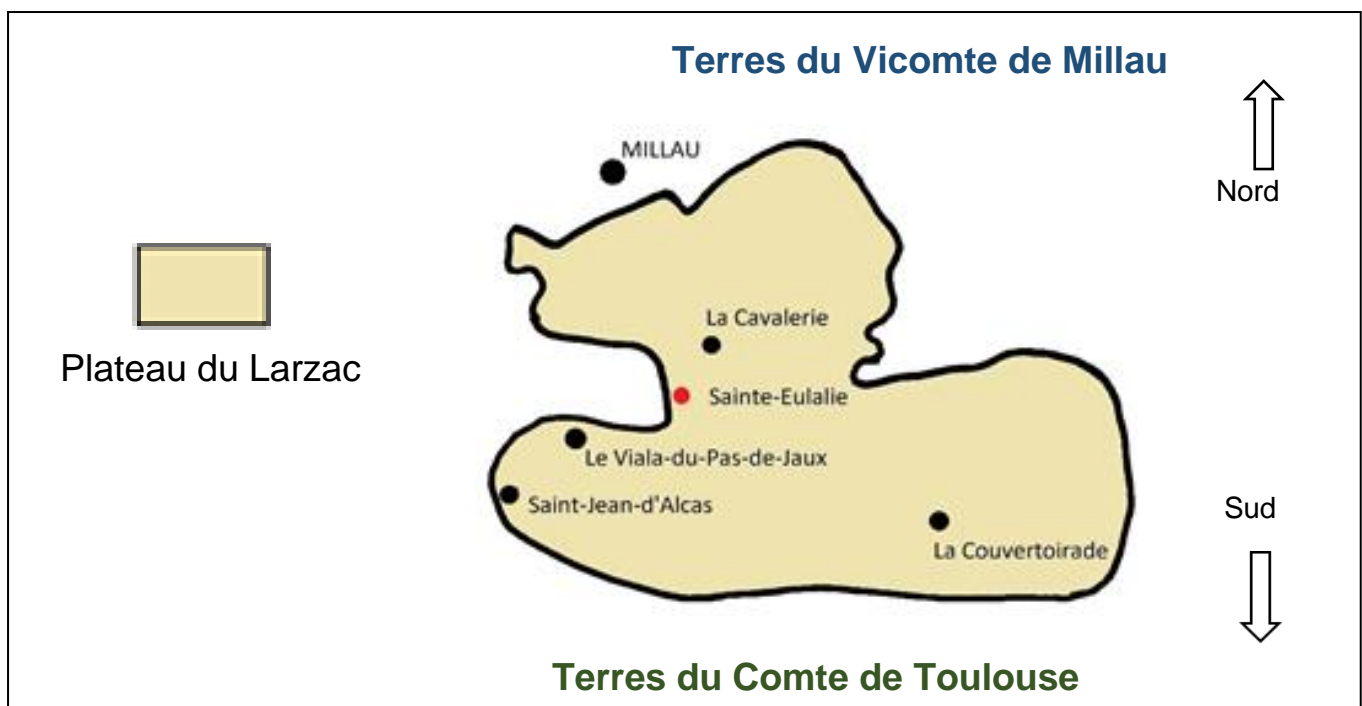 Terres du Vicomte de Millau
MILLAU
Nord
La Cavalerie
Plateau du Larzac
Sainte-Eulalie
Le Viala-du-Pas-de-Jaux
Saint-Jean-d'Alcas
Sud
La Couvertoirade
Terres du Comte de Toulouse